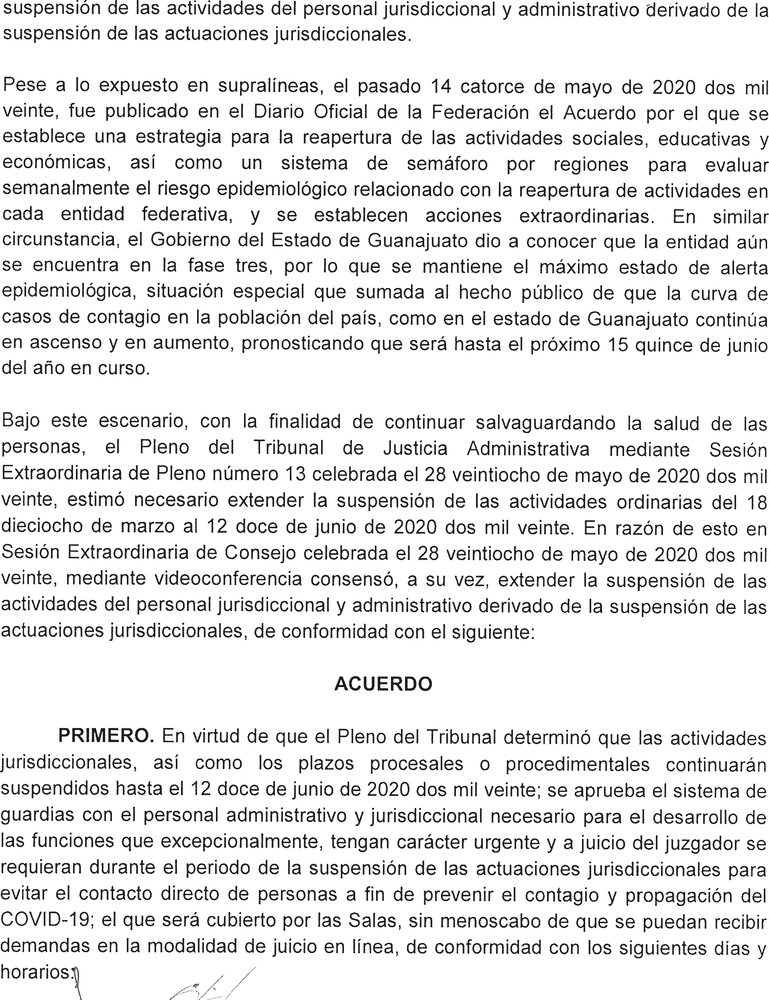 suspensión de las actividades del personal jurisdiccional y administrativo derivado de la
suspensión de las actuaciones jurisdiccionales.
Pese a lo expuesto en supralíneas, el pasado 14 catorce de mayo de 2020 dos mil
veinte, fue publicado en el Diario Oficial de la Federación el Acuerdo por el que se
establece una estrategia para la reapertura de las actividades sociales, educativas y
económicas, así como un sistema de semáforo por regiones para evaluar
semanalmente el riesgo epidemiológico relacionado con la reapertura de actividades en
cada entidad federativa, y se establecen acciones extraordinarias. En similar
circunstancia, el Gobierno del Estado de Guanajuato dio a conocer que la entidad aún
se encuentra en la fase tres, por lo que se mantiene el máximo estado de alerta
epidemiológica, situación especial que sumada al hecho público de que la curva de
casos de contagio en la población del país, como en el estado de Guanajuato continúa
en ascenso y en aumento, pronosticando que será hasta el próximo 15 quince de junio
del año en curso.
Bajo este escenario, con la finalidad de continuar salvaguardando la salud de las
personas, el Pleno del Tribunal de Justicia Administrativa mediante Sesión
Extraordinaria de Pleno número 13 celebrada el 28 veintiocho de mayo de 2020 dos mil
veinte, estimó necesario extender la suspensión de las actividades ordinarias del 18
dieciocho de marzo al 12 doce de junio de 2020 dos mil veinte. En razón de esto en
Sesión Extraordinaria de Consejo celebrada el 28 veintiocho de mayo de 2020 dos mil
veinte, mediante videoconferencia consensó, a su vez, extender la suspensión de las
actividades del personal jurisdiccional y administrativo derivado de la suspensión de las
actuaciones jurisdiccionales, de conformidad con el siguiente:
ACUERDO
PRIMERO. En virtud de que el Pleno del Tribunal determinó que las actividades
jurisdiccionales, así como los plazos procesales o procedimentales continuarán
suspendidos hasta el 12 doce de junio de 2020 dos mil veinte; se aprueba el sistema de
guardias con el personal administrativo y jurisdiccional necesario para el desarrollo de
las funciones que excepcionalmente, tengan carácter urgente y a juicio del juzgador se
requieran durante el periodo de la suspensión de las actuaciones jurisdiccionales para
evitar el contacto directo de personas a fin de prevenir el contagio y propagación del
COVID-19; el que será cubierto por las Salas, sin menoscabo de que se puedan recibir
demandas en la modalidad de juicio en línea, de conformidad con los siguientes días y
horarios: